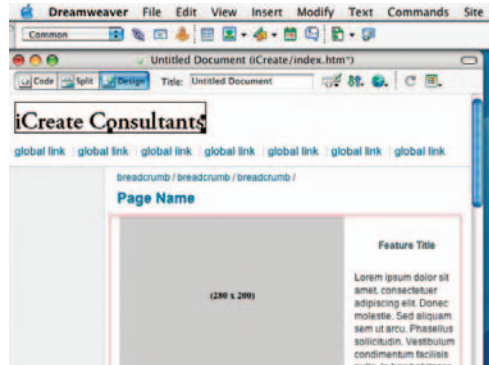 Dreamweaver File Edit View Insert Modify Text Commands Site
Common
Untitled Document (iCreate/index.htm*)
Code Split Design Title: Untitled Document
iCreate Consultants
global link global link global link global link global link global link global link
breadcrumb / breadcrumb / breadcrumb /
Page Name
(280 x 200)
Feature Title
Lorem ipsum dolor sit
amet, consectetuer
adipiscing elit. Donec
molestie. Sed aliquam
sem ut arcu. Phasellus
sollicitudin. Vestibulum
condimentum facilisis